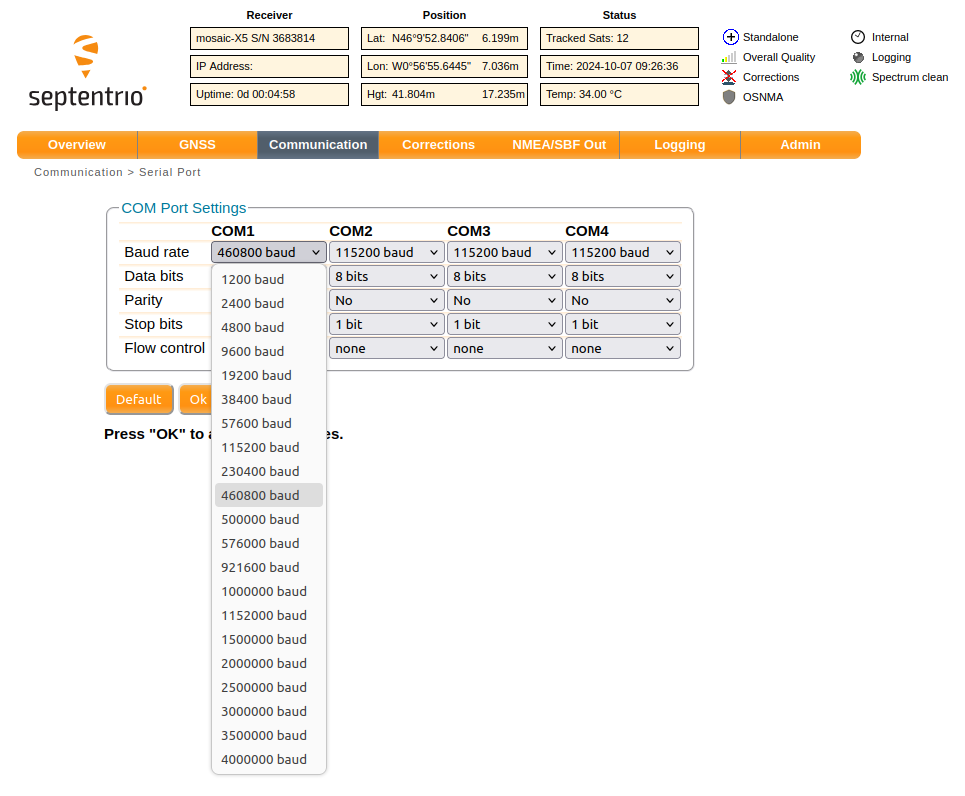 Receiver
Position
Status
septentrio
mosaic-X5 S/N 3683814
Lat: N46°9'52.8406" 6.199m
Tracked Sats: 12
IP Address:
Lon: W0°56'55.6445" 7.036m
Time: 2024-10-07 09:26:36
Uptime: 0d 00:04:58
Hgt: 41.804m 17.235m
Temp: 34.00 °C
Standalone
Internal
Overall Quality
Logging
Corrections
Spectrum clean
OSNMA
Overview GNSS Communication Corrections NMEA/SBF Out Logging Admin
Communication > Serial Port
COM Port Settings
COM1 COM2 COM3 COM4
Baud rate 460800 baud 115200 baud 115200 baud 115200 baud
Data bits 8 bits 8 bits 8 bits
Parity No No No
Stop bits 1 bit 1 bit 1 bit
Flow control none none none
1200 baud
2400 baud
4800 baud
9600 baud
19200 baud
38400 baud
57600 baud
115200 baud
230400 baud
460800 baud
500000 baud
576000 baud
921600 baud
1000000 baud
1152000 baud
1500000 baud
2000000 baud
2500000 baud
3000000 baud
3500000 baud
4000000 baud
Default Ok
Press "OK" to